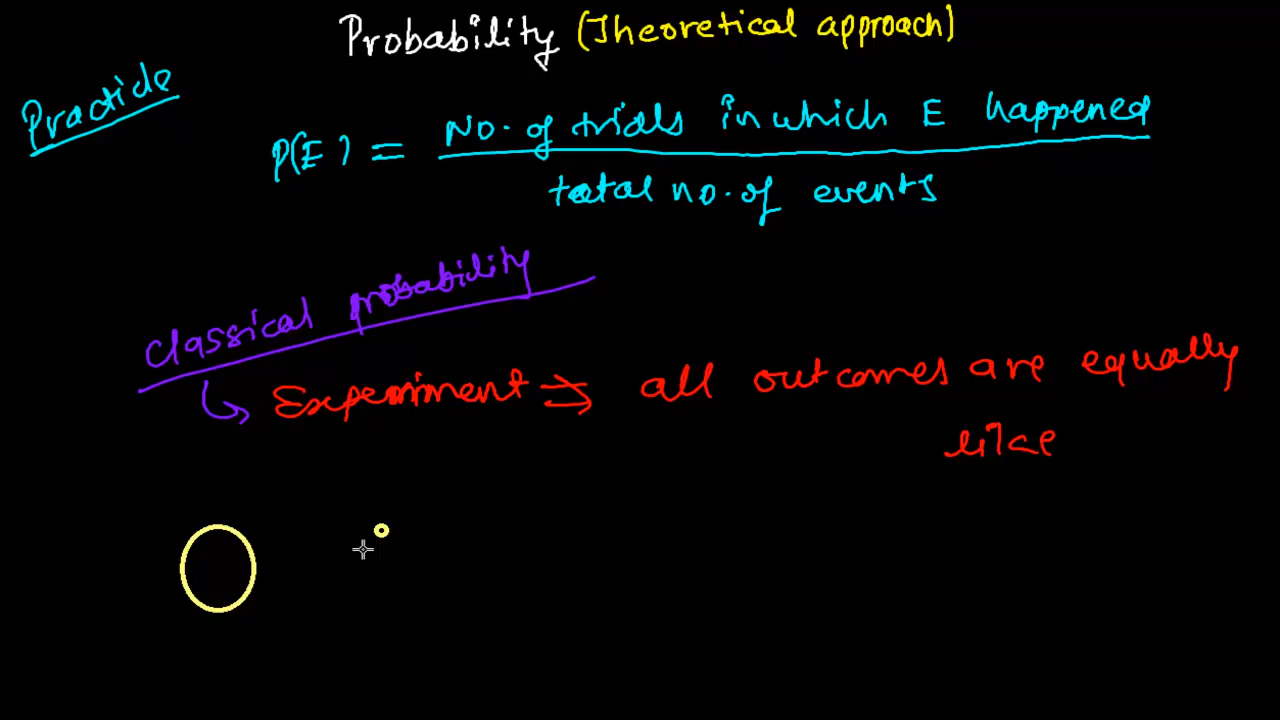 Probability (Theoretical approach)
Practicle
P(E) = No. of trials in which E happened
total no. of events
Classical probability
Experiment ⇒ all outcomes are equally
like